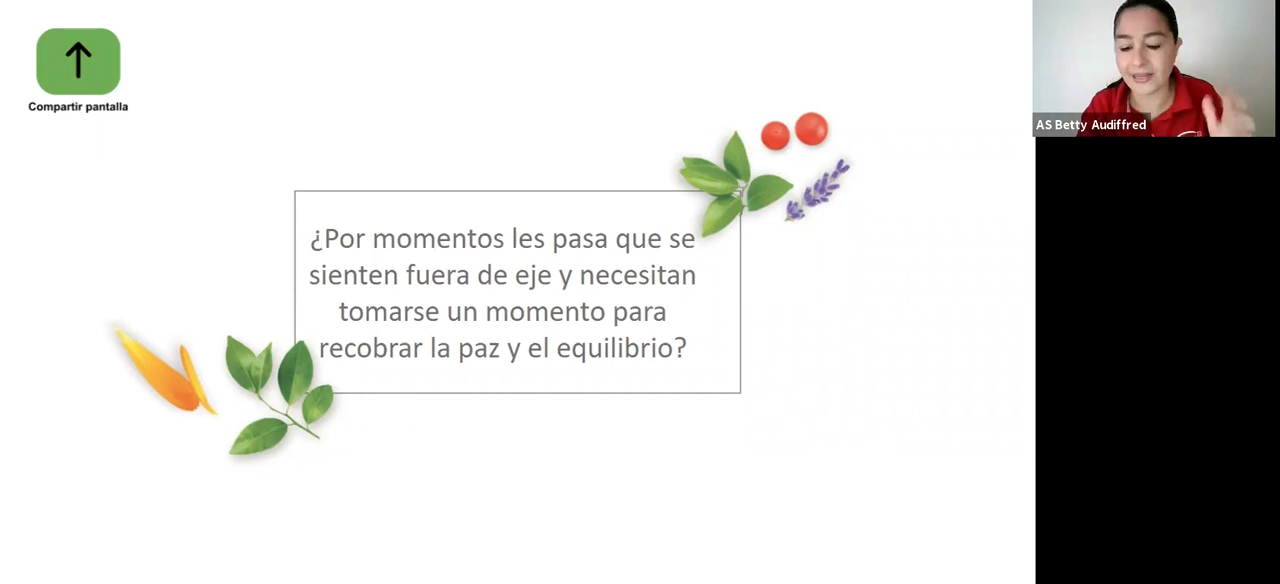 Compartir pantalla
AS Betty Audiffred
¿Por momentos les pasa que se
sienten fuera de eje y necesitan
tomarse un momento para
recobrar la paz y el equilibrio?